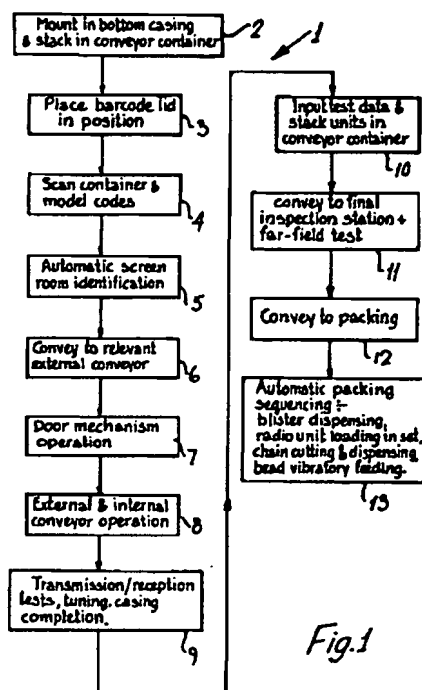 Mount in bottom casing
& stack in conveyor container
2
1
Place barcode lid
in position
3
Scan container &
model codes
4
Automatic screen
room identification
5
Convey to relevant
external conveyor
6
Door mechanism
operation
7
External & internal
conveyor operation
8
Transmission/reception
tests, tuning, casing
completion.
9
Input test data &
stack units in
conveyor container
10
convey to final
inspection station +
far-field test
11
Convey to packing
12
Automatic packing
sequencing :-
blister dispensing,
radio unit loading in set,
chain cutting & dispensing
bead vibratory feeding.
13
Fig.1